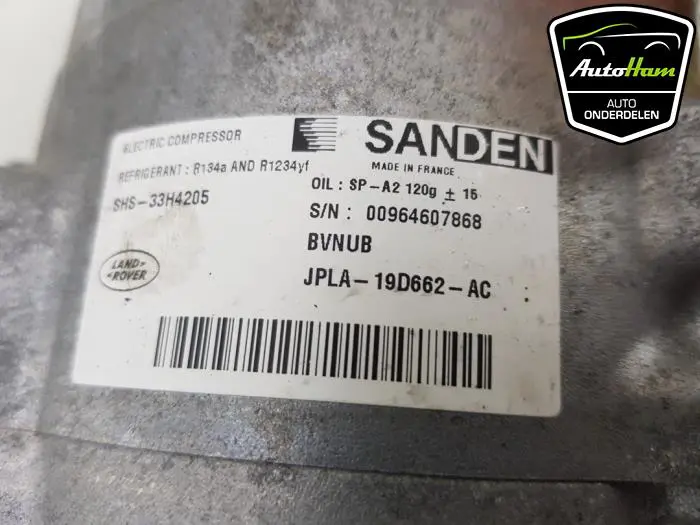 ELECTRIC COMPRESSOR
SANDEN
MADE IN FRANCE
REFRIGERANT : R134a AND R1234yf
OIL : SP-A2 120g ± 15
SHS-33H4205
S/N : 00964607868
BVNUB
LAND
ROVER
JPLA-19D662-AC
AutoHam
AUTO
ONDERDELEN